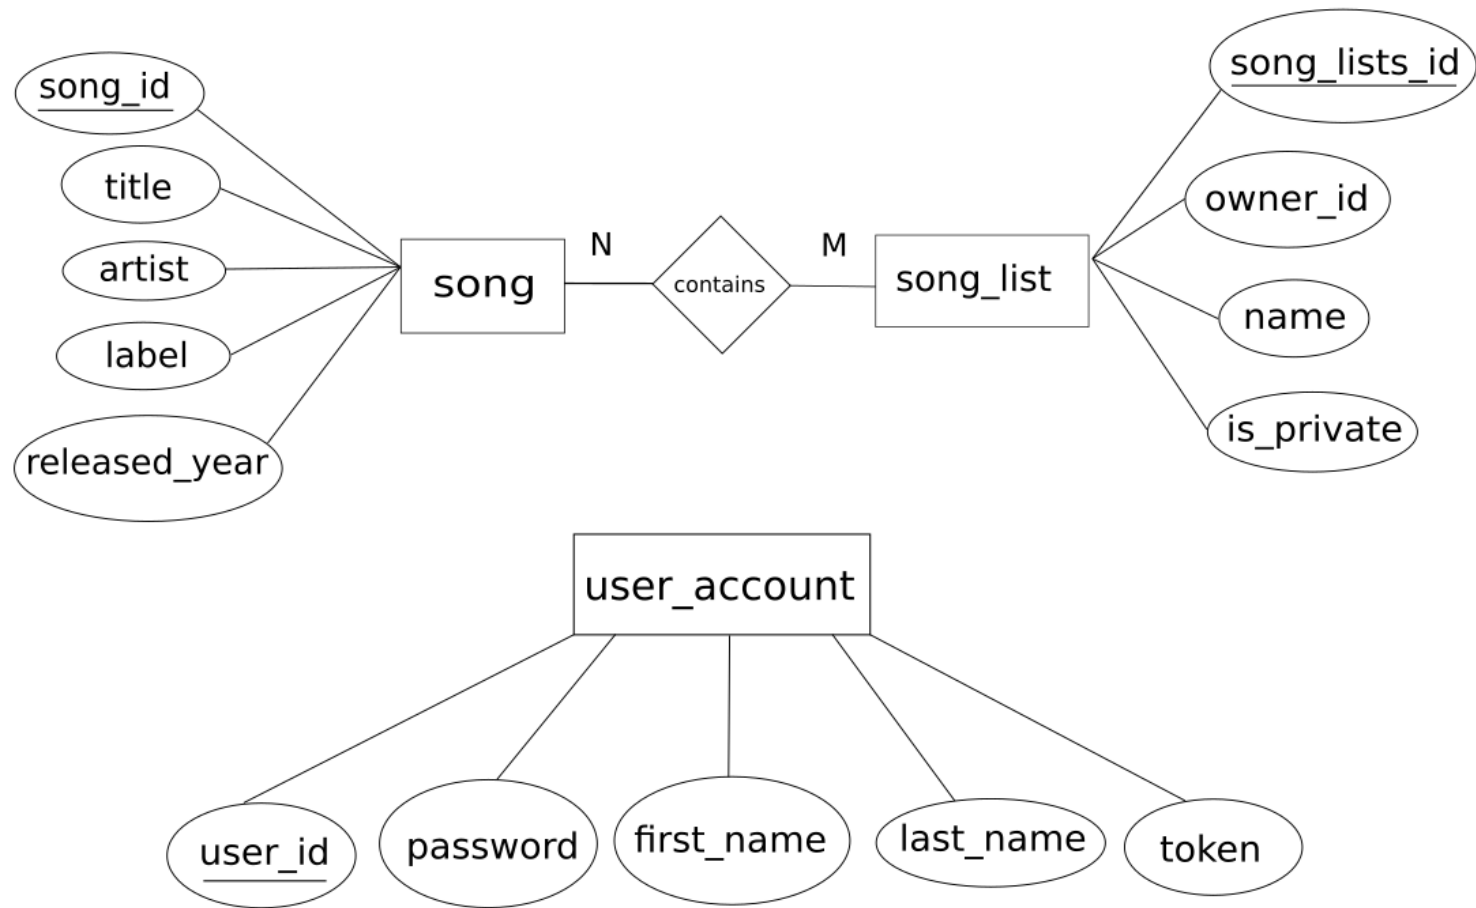 song_id
title
artist
label
released_year
song
N
contains
M
song_list
song_lists_id
owner_id
name
is_private
user_account
user_id
password
first_name
last_name
token